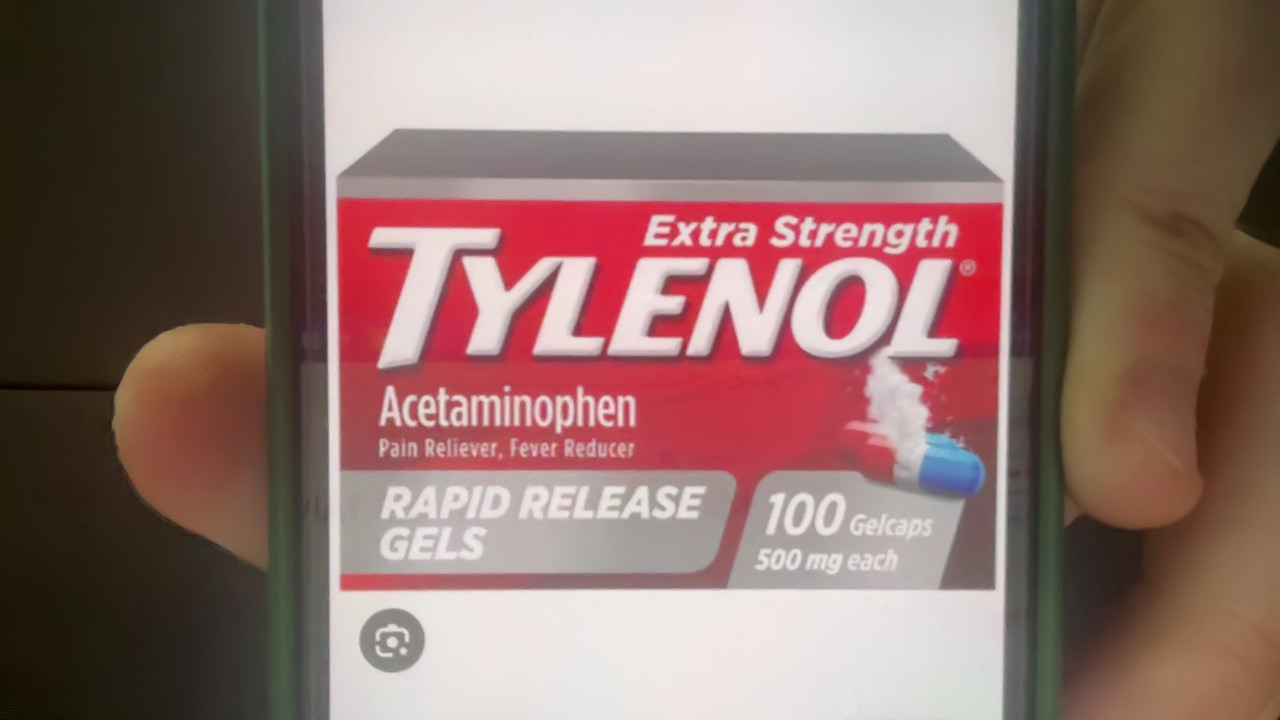 Extra Strength
TYLENOL®
Acetaminophen
Pain Reliever, Fever Reducer
RAPID RELEASE
GELS
100 Gelcaps
500 mg each